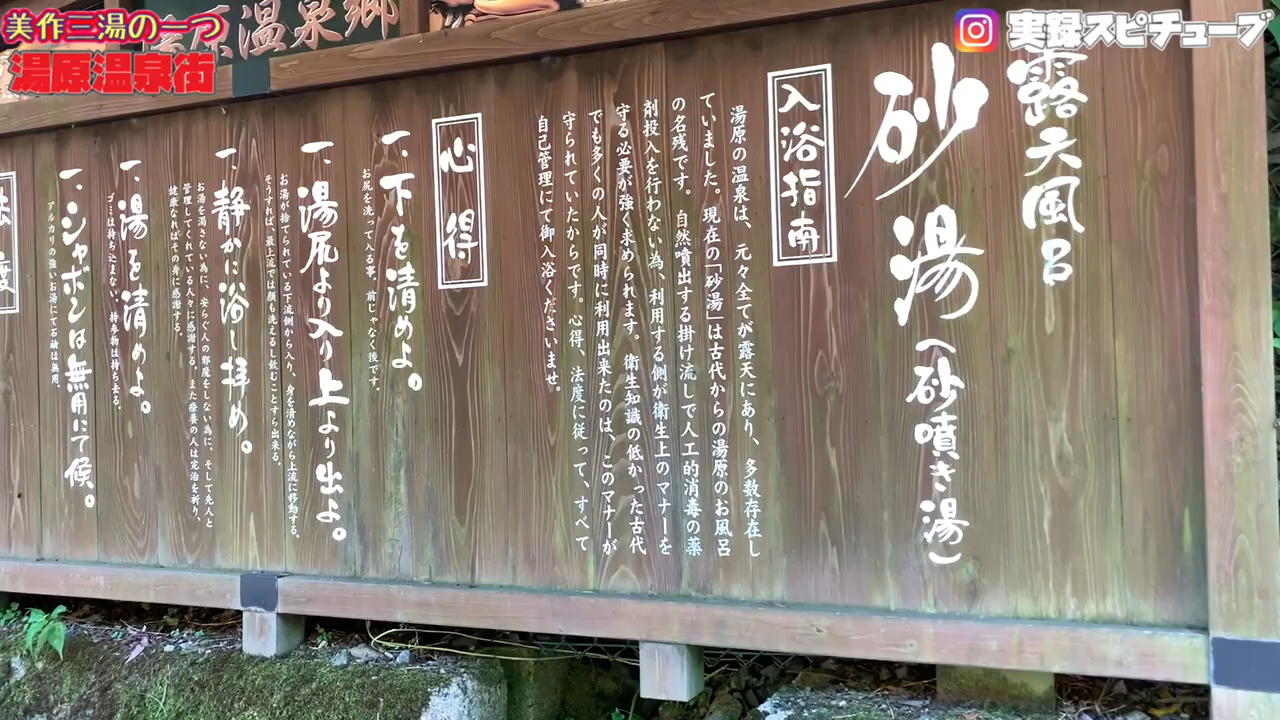 美作三湯の一つ
湯原温泉街
実録スピチューブ
原温泉郷
露天風呂
砂湯(砂噴き湯)
入浴指南
湯原の温泉は、元々全てが露天にあり、多数存在し
ていました。現在の「砂湯」は古代からの湯原のお風呂
の名残です。自然噴出する掛け流しで人工的消毒の薬
剤投入を行わない為、利用する側が衛生上のマナーを
守る必要が強く求められます。衛生知識の低かった古代
でも多くの人が同時に利用出来たのは、このマナーが
守られていたからです。心得、法度に従って、すべて
自己管理にて御入浴くださいませ。
心得
一、下を清めよ。
お尻を洗って入る事。前じゃなく後です。
一、湯尻より入り上より出よ。
お湯が捨てられている下流側から入り、身を清めながら上流に移動する。
そうすれば、最上流では顔も洗えるし飲むことすら出来る。
一、静かに浴し拝め。
お湯を濁さない為に、安らぐ人の邪魔をしない為に、そして先人と
管理してくれている人々に感謝する。また療養の人は完治を祈り、
健康なればその身に感謝する。
一、湯を清めよ。
ゴミは持ち込まない、持参物は持ち去る。
一、シャボンは無用にて候。
アルカリの強いお湯にて石鹸は無用。
法度